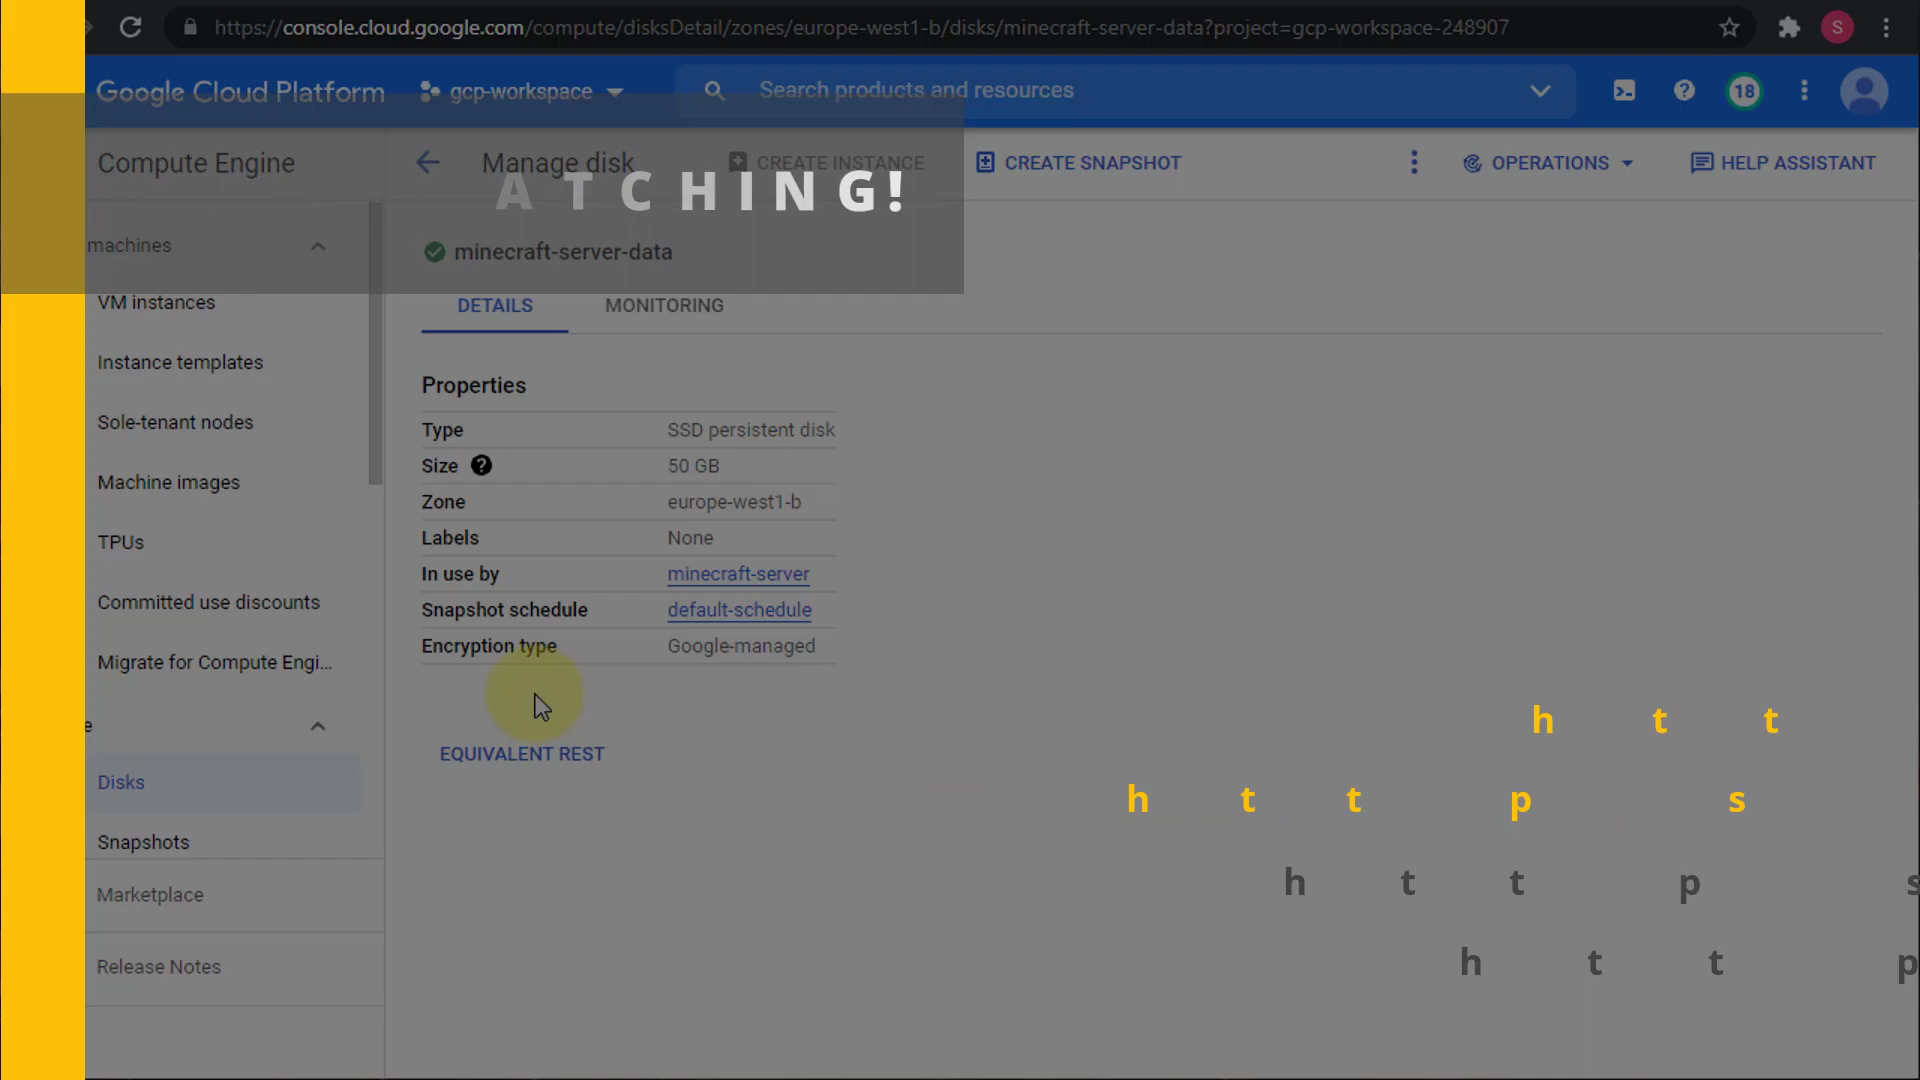 https://console.cloud.google.com/compute/disksDetail/zones/europe-west1-b/disks/minecraft-server-data?project=gcp-workspace-248907
S
Google Cloud Platform
gcp-workspace
Search products and resources
18
Compute Engine
Manage disk
CREATE INSTANCE
CREATE SNAPSHOT
OPERATIONS
HELP ASSISTANT
ATCHING!
machines
minecraft-server-data
VM instances
DETAILS
MONITORING
Instance templates
Properties
Sole-tenant nodes
Type SSD persistent disk
Size ? 50 GB
Machine images
Zone europe-west1-b
TPUs
Labels None
In use by minecraft-server
Committed use discounts
Snapshot schedule default-schedule
Encryption type Google-managed
Migrate for Compute Engi...
e
h t t
EQUIVALENT REST
Disks
h t t p s
Snapshots
h t t p s
Marketplace
h t t p
Release Notes